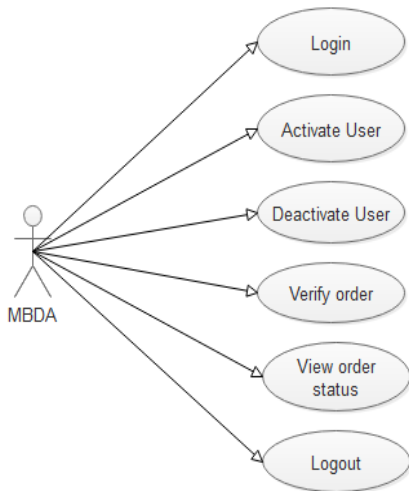 Login
Activate User
Deactivate User
MBDA
Verify order
View order
status
Logout